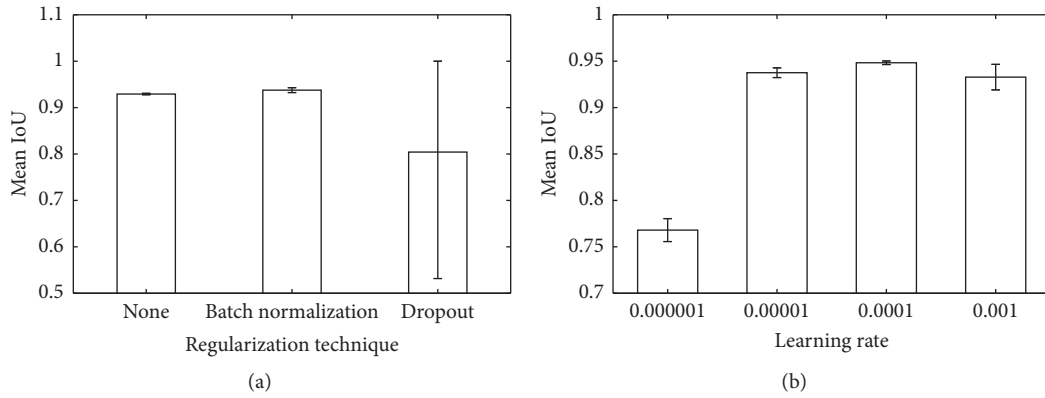 1.1
1
0.9
0.8
0.7
0.6
0.5
Mean IoU
None Batch normalization Dropout
Regularization technique
(a)
1
0.95
0.9
0.85
0.8
0.75
0.7
Mean IoU
0.000001 0.00001 0.0001 0.001
Learning rate
(b)